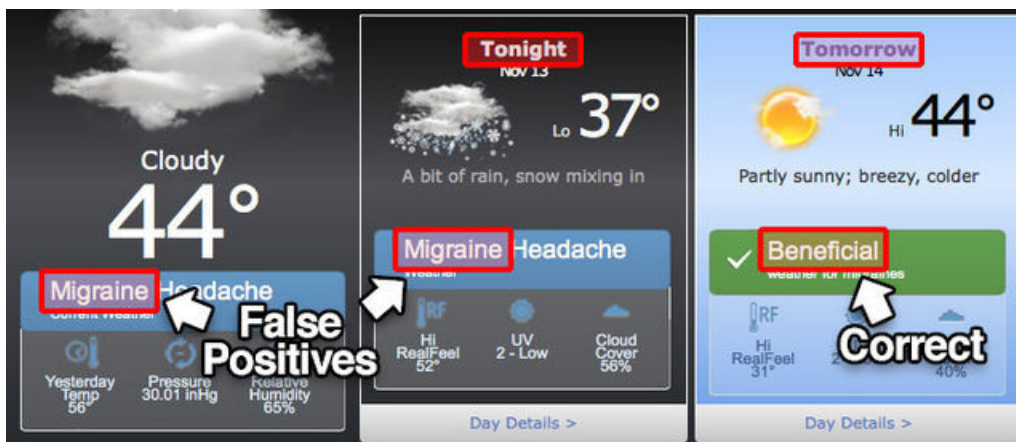 Cloudy
44°
Migraine Headache
Current Weather
Yesterday
Temp
56°
Pressure
30.01 inHg
Relative
Humidity
65%
False
Positives
Tonight
Nov 13
Lo 37°
A bit of rain, snow mixing in
Migraine Headache
Weather
RF
Hi
RealFeel
52°
UV
2 - Low
Cloud
Cover
56%
Day Details >
Tomorrow
Nov 14
Hi 44°
Partly sunny; breezy, colder
Beneficial
weather for migraines
RF
Hi
RealFeel
31°
2
40%
Correct
Day Details >